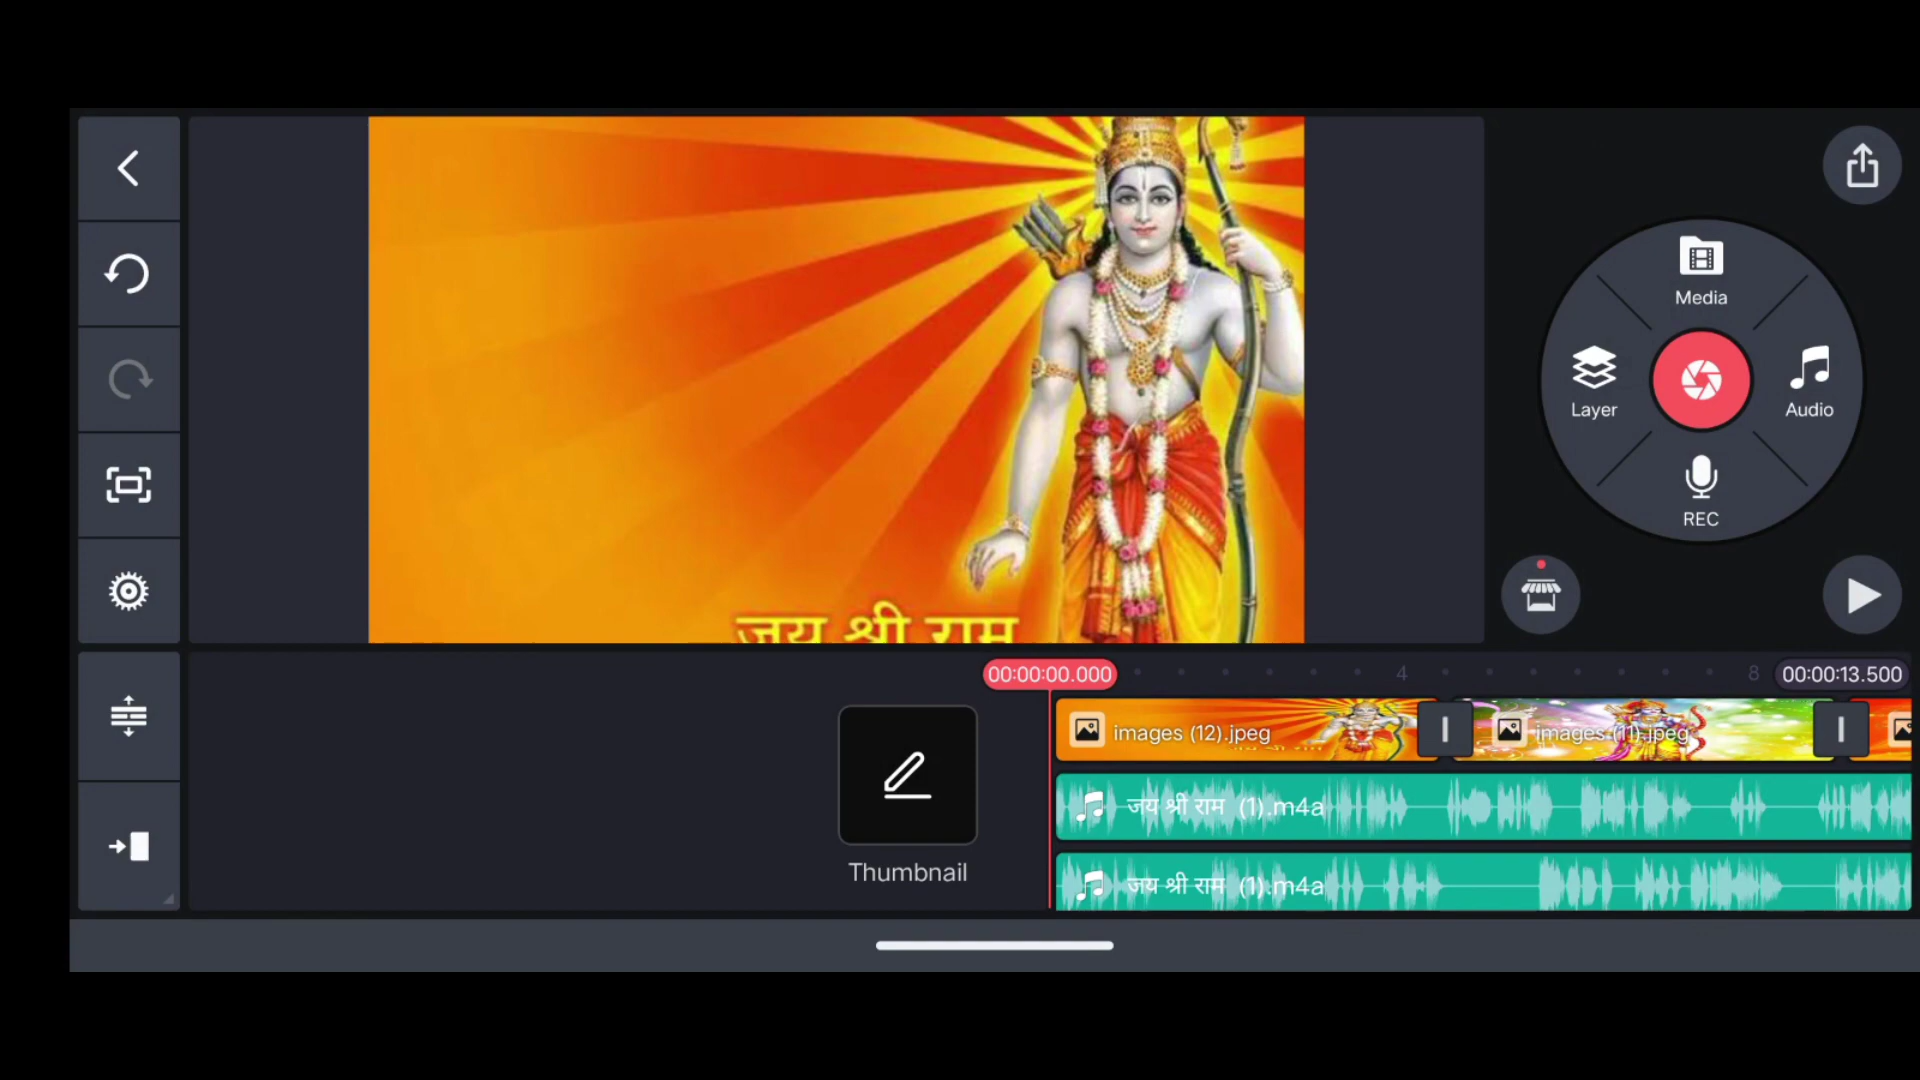 Media
Layer
Audio
REC
जय श्री राम
00:00:00.000
4
8
00:00:13.500
images (12).jpeg
images (11).jpeg
जय श्री राम (1).m4a
जय श्री राम (1).m4a
Thumbnail